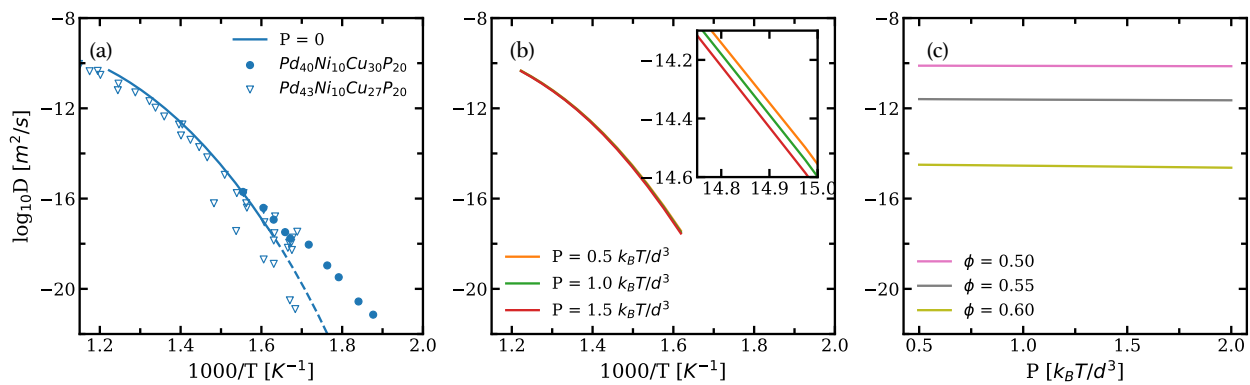 log₁₀D [m²/s]
−8
−12
−16
−20
(a)
P = 0
Pd₄₀Ni₁₀Cu₃₀P₂₀
Pd₄₃Ni₁₀Cu₂₇P₂₀
1.2 1.4 1.6 1.8 2.0
1000/T [K⁻¹]
−8
−12
−16
−20
(b)
−14.2
−14.4
−14.6
14.8 14.9 15.0
P = 0.5 k_BT/d³
P = 1.0 k_BT/d³
P = 1.5 k_BT/d³
1.2 1.4 1.6 1.8 2.0
1000/T [K⁻¹]
−8
−12
−16
−20
(c)
ϕ = 0.50
ϕ = 0.55
ϕ = 0.60
0.5 1.0 1.5 2.0
P [k_BT/d³]